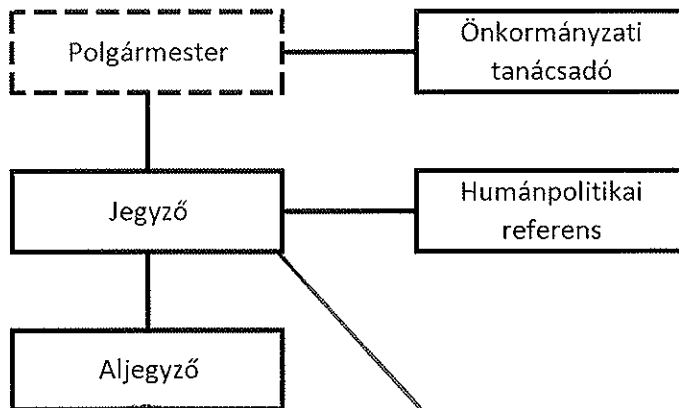 Polgármester
Önkormányzati
tanácsadó
Jegyző
Humánpolitikai
referens
Aljegyző